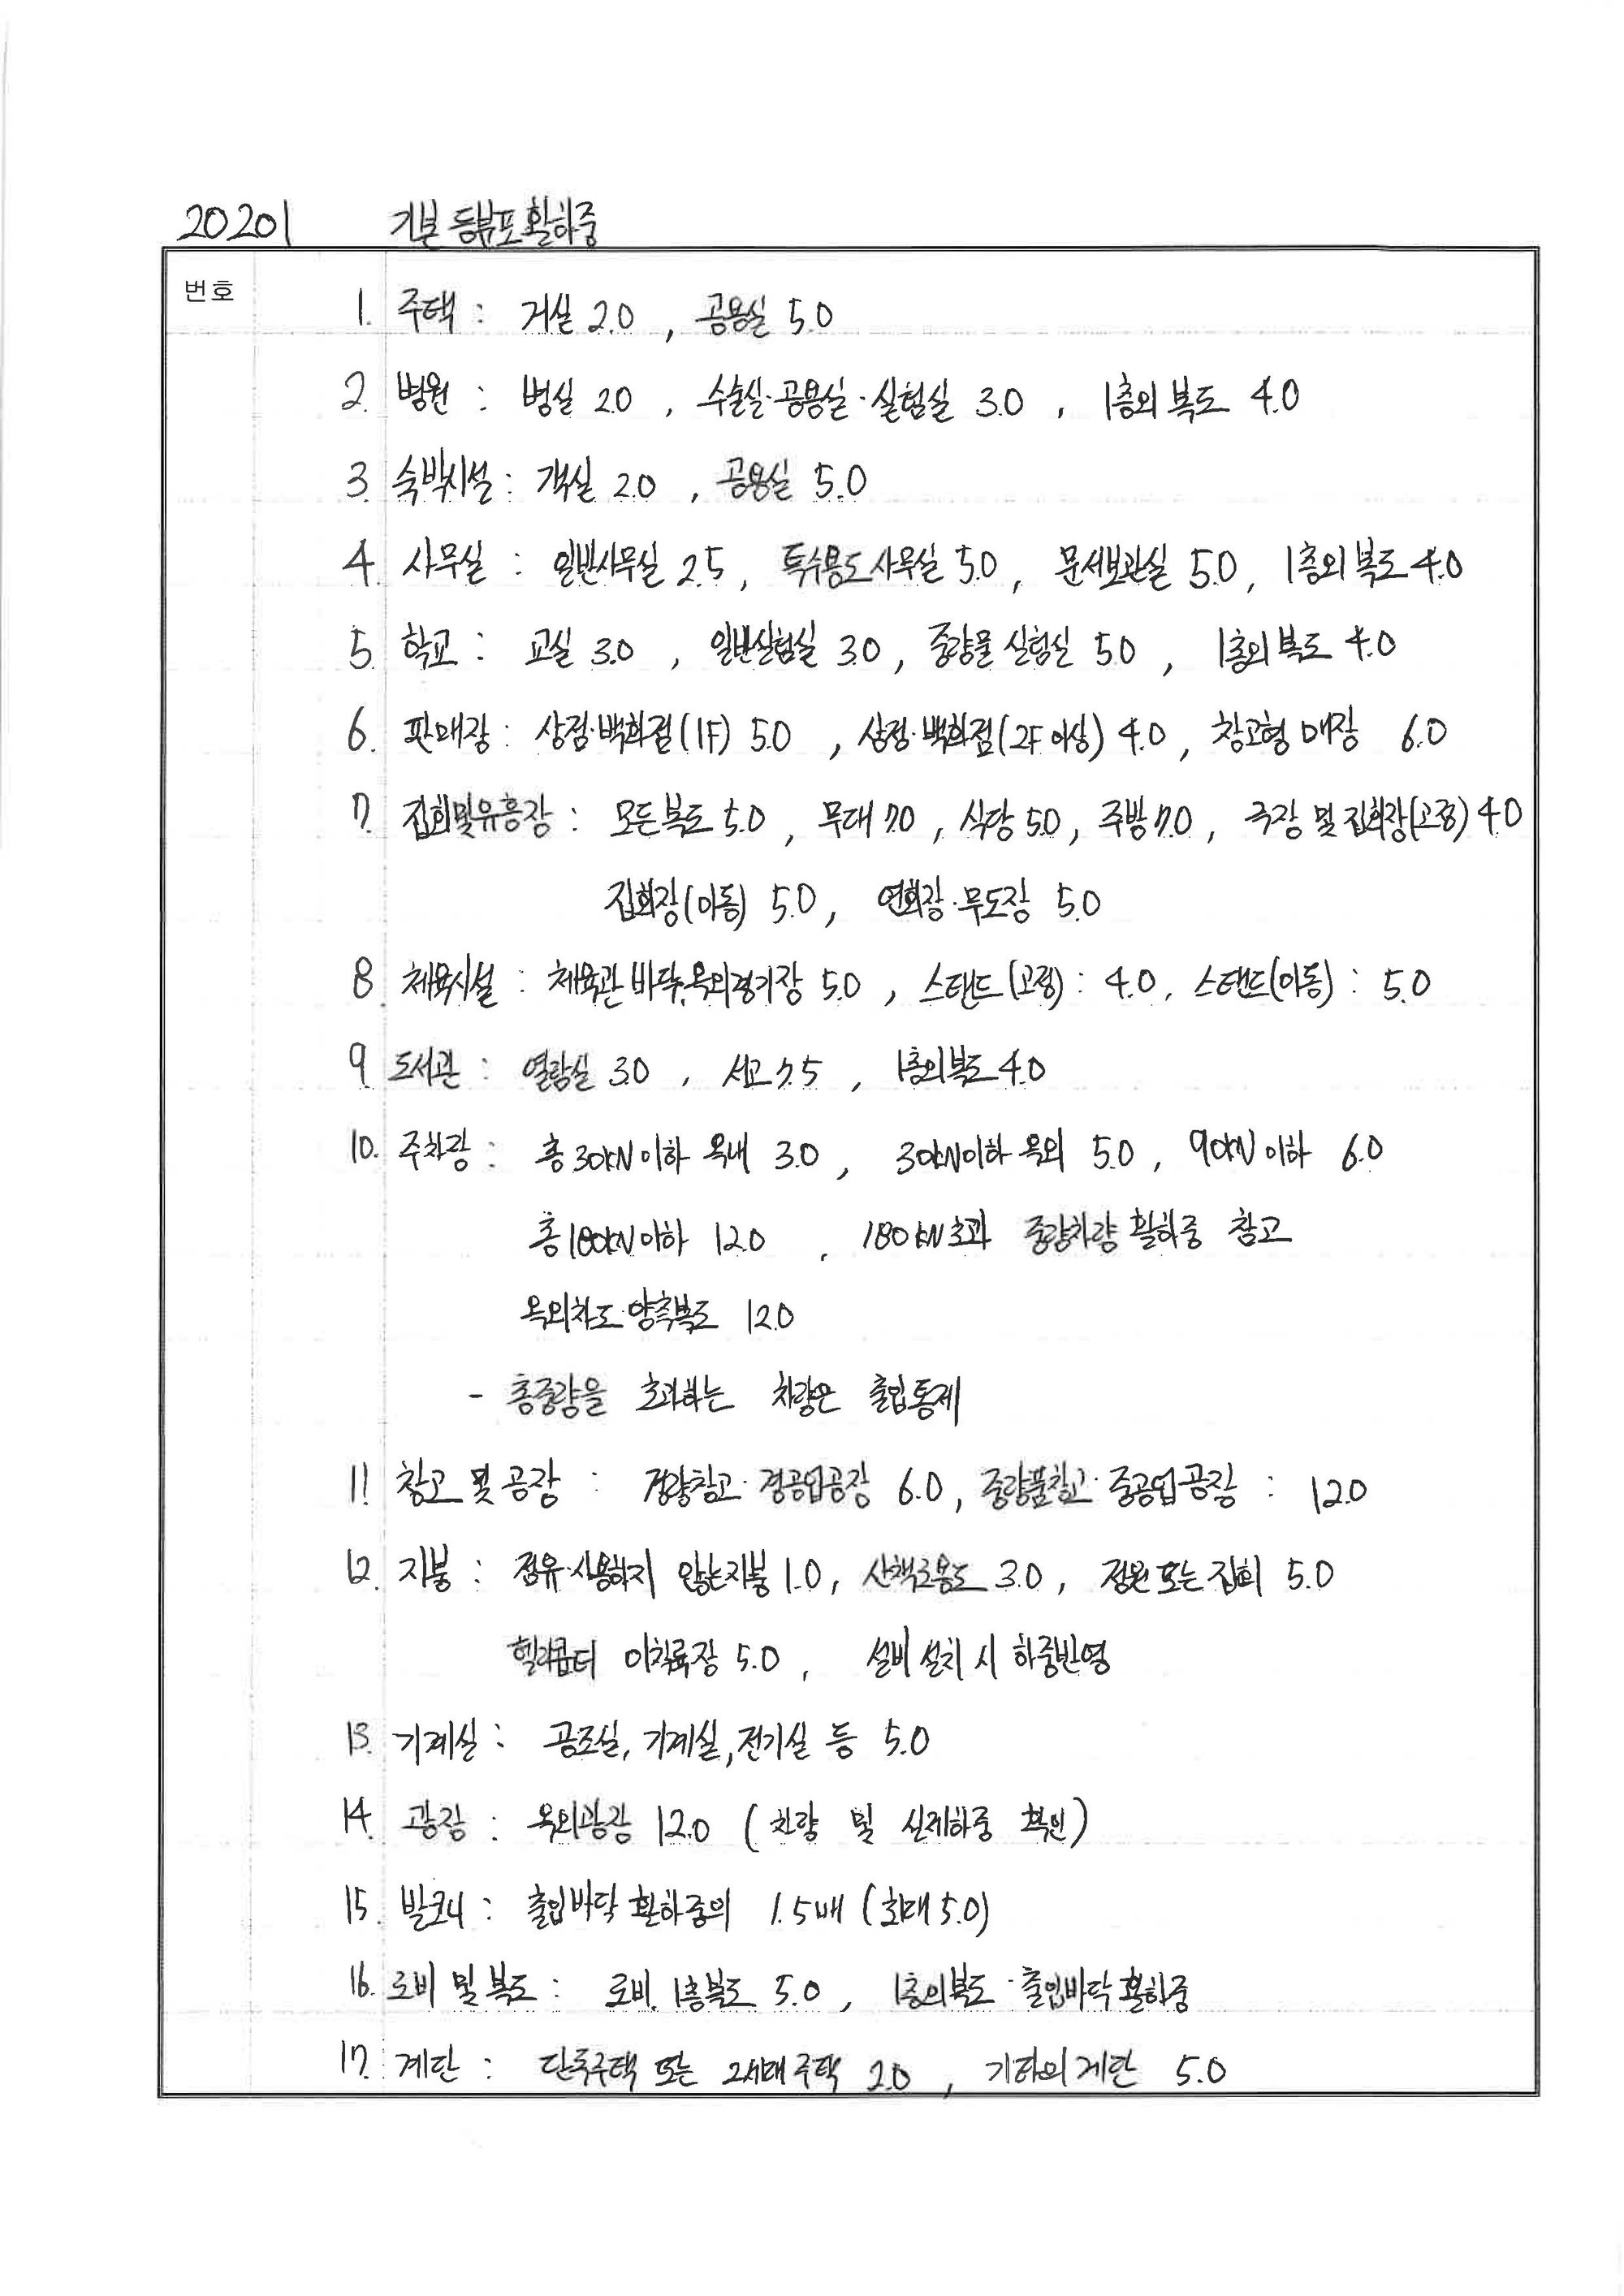 20201 기본등분포활하중
번호
1. 주택 : 거실 2.0 , 공용실 5.0
2. 병원 : 병실 2.0 , 수술실·공용실·실험실 3.0 , 1층외 복도 4.0
3. 숙박시설 : 객실 2.0 , 공용실 5.0
4. 사무실 : 일반사무실 2.5 , 특수용도사무실 5.0 , 문서보관실 5.0 , 1층외 복도 4.0
5. 학교 : 교실 3.0 , 일반실험실 3.0 , 중량물 실험실 5.0 , 1층외 복도 4.0
6. 판매장 : 상점·백화점(1F) 5.0 , 상점·백화점(2F 이상) 4.0 , 창고형 매장 6.0
7. 집회및유흥장 : 모든복도 5.0 , 무대 7.0 , 식당 5.0 , 주방 7.0 , 극장 및 집회장(고정) 4.0
집회장(이동) 5.0 , 연회장·무도장 5.0
8. 체육시설 : 체육관 바닥, 옥외경기장 5.0 , 스탠드(고정) : 4.0 , 스탠드(이동) : 5.0
9. 도서관 : 열람실 3.0 , 서고 7.5 , 1층외복도 4.0
10. 주차장 : 총 30kN 이하 옥내 3.0 , 30kN이하 옥외 5.0 , 90kN 이하 6.0
총 180kN 이하 12.0 , 180kN초과 중량차량 활하중 참고
옥외차도·양측복도 12.0
- 총중량을 초과하는 차량은 출입통제
11. 창고 및 공장 : 경량창고·경공업공장 6.0 , 중량품창고·중공업공장 : 12.0
12. 지붕 : 점유·사용하지 않는지붕 1.0 , 산책로용도 3.0 , 정원 또는 집회 5.0
헬리콥터 이착륙장 5.0 , 설비 설치 시 하중반영
13. 기계실 : 공조실, 기계실, 전기실 등 5.0
14. 광장 : 옥외광장 12.0 ( 차량 및 실제하중 확인 )
15. 발코니 : 출입바닥 활하중의 1.5배 ( 최대 5.0)
16. 로비 및 복도 : 로비, 1층복도 5.0 , 1층외복도·출입바닥 활하중
17. 계단 : 단독주택 또는 2세대 주택 2.0 , 기타의 계단 5.0